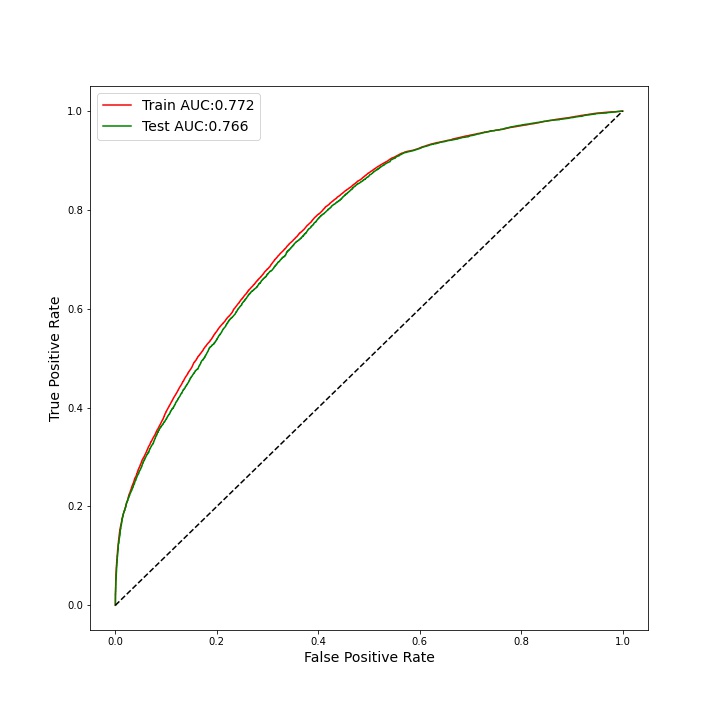 Train AUC:0.772
Test AUC:0.766
1.0
0.8
0.6
0.4
0.2
0.0
True Positive Rate
0.0 0.2 0.4 0.6 0.8 1.0
False Positive Rate